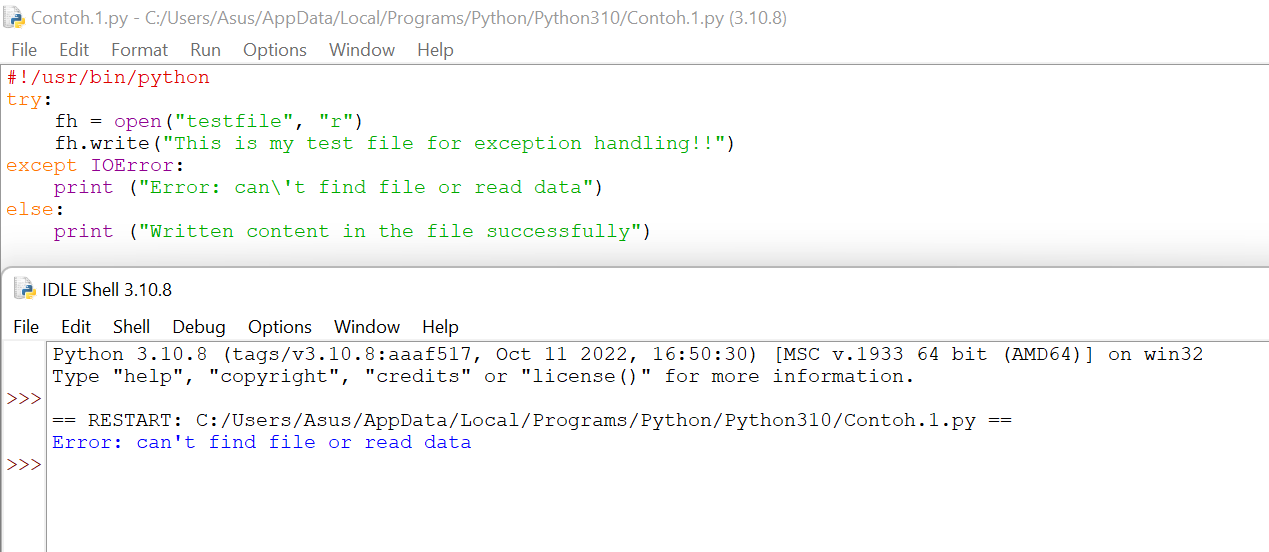 Contoh.1.py - C:/Users/Asus/AppData/Local/Programs/Python/Python310/Contoh.1.py (3.10.8)
File Edit Format Run Options Window Help
#!/usr/bin/python
try:
    fh = open("testfile", "r")
    fh.write("This is my test file for exception handling!!")
except IOError:
    print ("Error: can\'t find file or read data")
else:
    print ("Written content in the file successfully")
IDLE Shell 3.10.8
File Edit Shell Debug Options Window Help
Python 3.10.8 (tags/v3.10.8:aaaf517, Oct 11 2022, 16:50:30) [MSC v.1933 64 bit (AMD64)] on win32
Type "help", "copyright", "credits" or "license()" for more information.
>>>
== RESTART: C:/Users/Asus/AppData/Local/Programs/Python/Python310/Contoh.1.py ==
Error: can't find file or read data
>>>